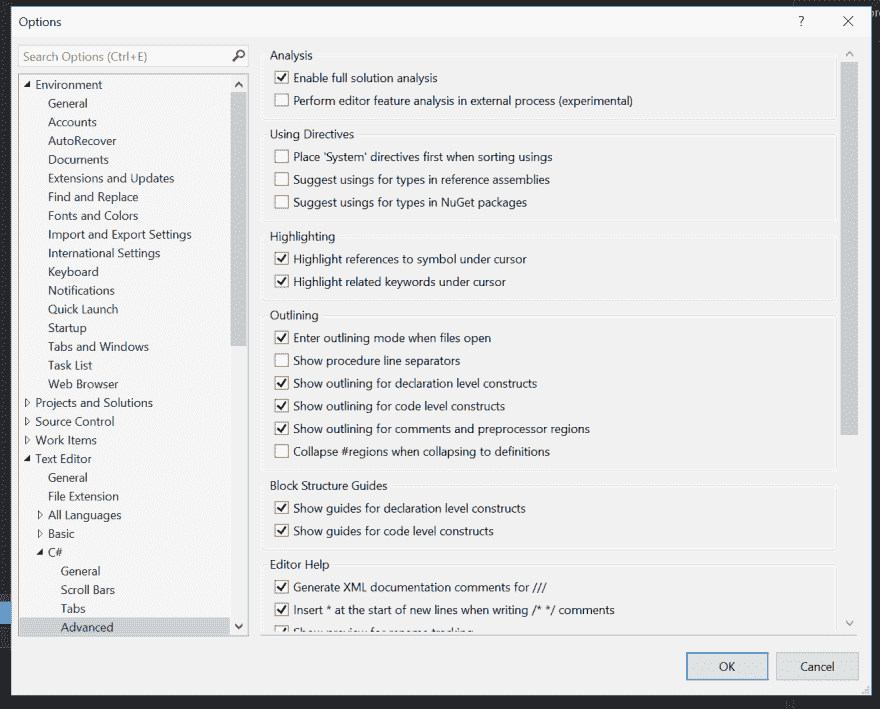 Options
?
Search Options (Ctrl+E)
Environment
General
Accounts
AutoRecover
Documents
Extensions and Updates
Find and Replace
Fonts and Colors
Import and Export Settings
International Settings
Keyboard
Notifications
Quick Launch
Startup
Tabs and Windows
Task List
Web Browser
Projects and Solutions
Source Control
Work Items
Text Editor
General
File Extension
All Languages
Basic
C#
General
Scroll Bars
Tabs
Advanced
Analysis
Enable full solution analysis
Perform editor feature analysis in external process (experimental)
Using Directives
Place 'System' directives first when sorting usings
Suggest usings for types in reference assemblies
Suggest usings for types in NuGet packages
Highlighting
Highlight references to symbol under cursor
Highlight related keywords under cursor
Outlining
Enter outlining mode when files open
Show procedure line separators
Show outlining for declaration level constructs
Show outlining for code level constructs
Show outlining for comments and preprocessor regions
Collapse #regions when collapsing to definitions
Block Structure Guides
Show guides for declaration level constructs
Show guides for code level constructs
Editor Help
Generate XML documentation comments for ///
Insert * at the start of new lines when writing /* */ comments
Show preview for rename tracking
OK
Cancel